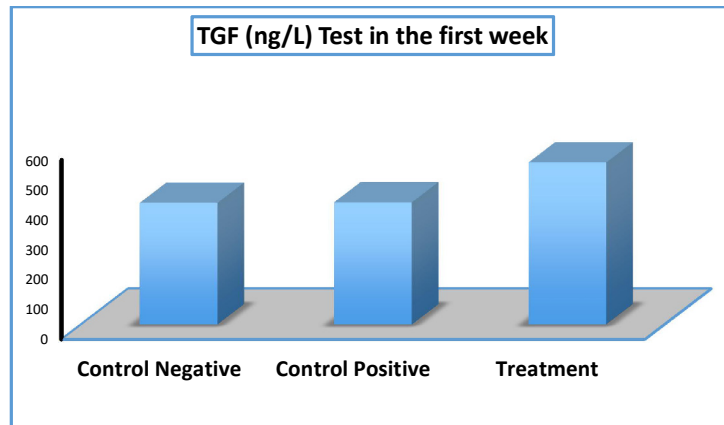 TGF (ng/L) Test in the first week
600
500
400
300
200
100
0
Control Negative
Control Positive
Treatment